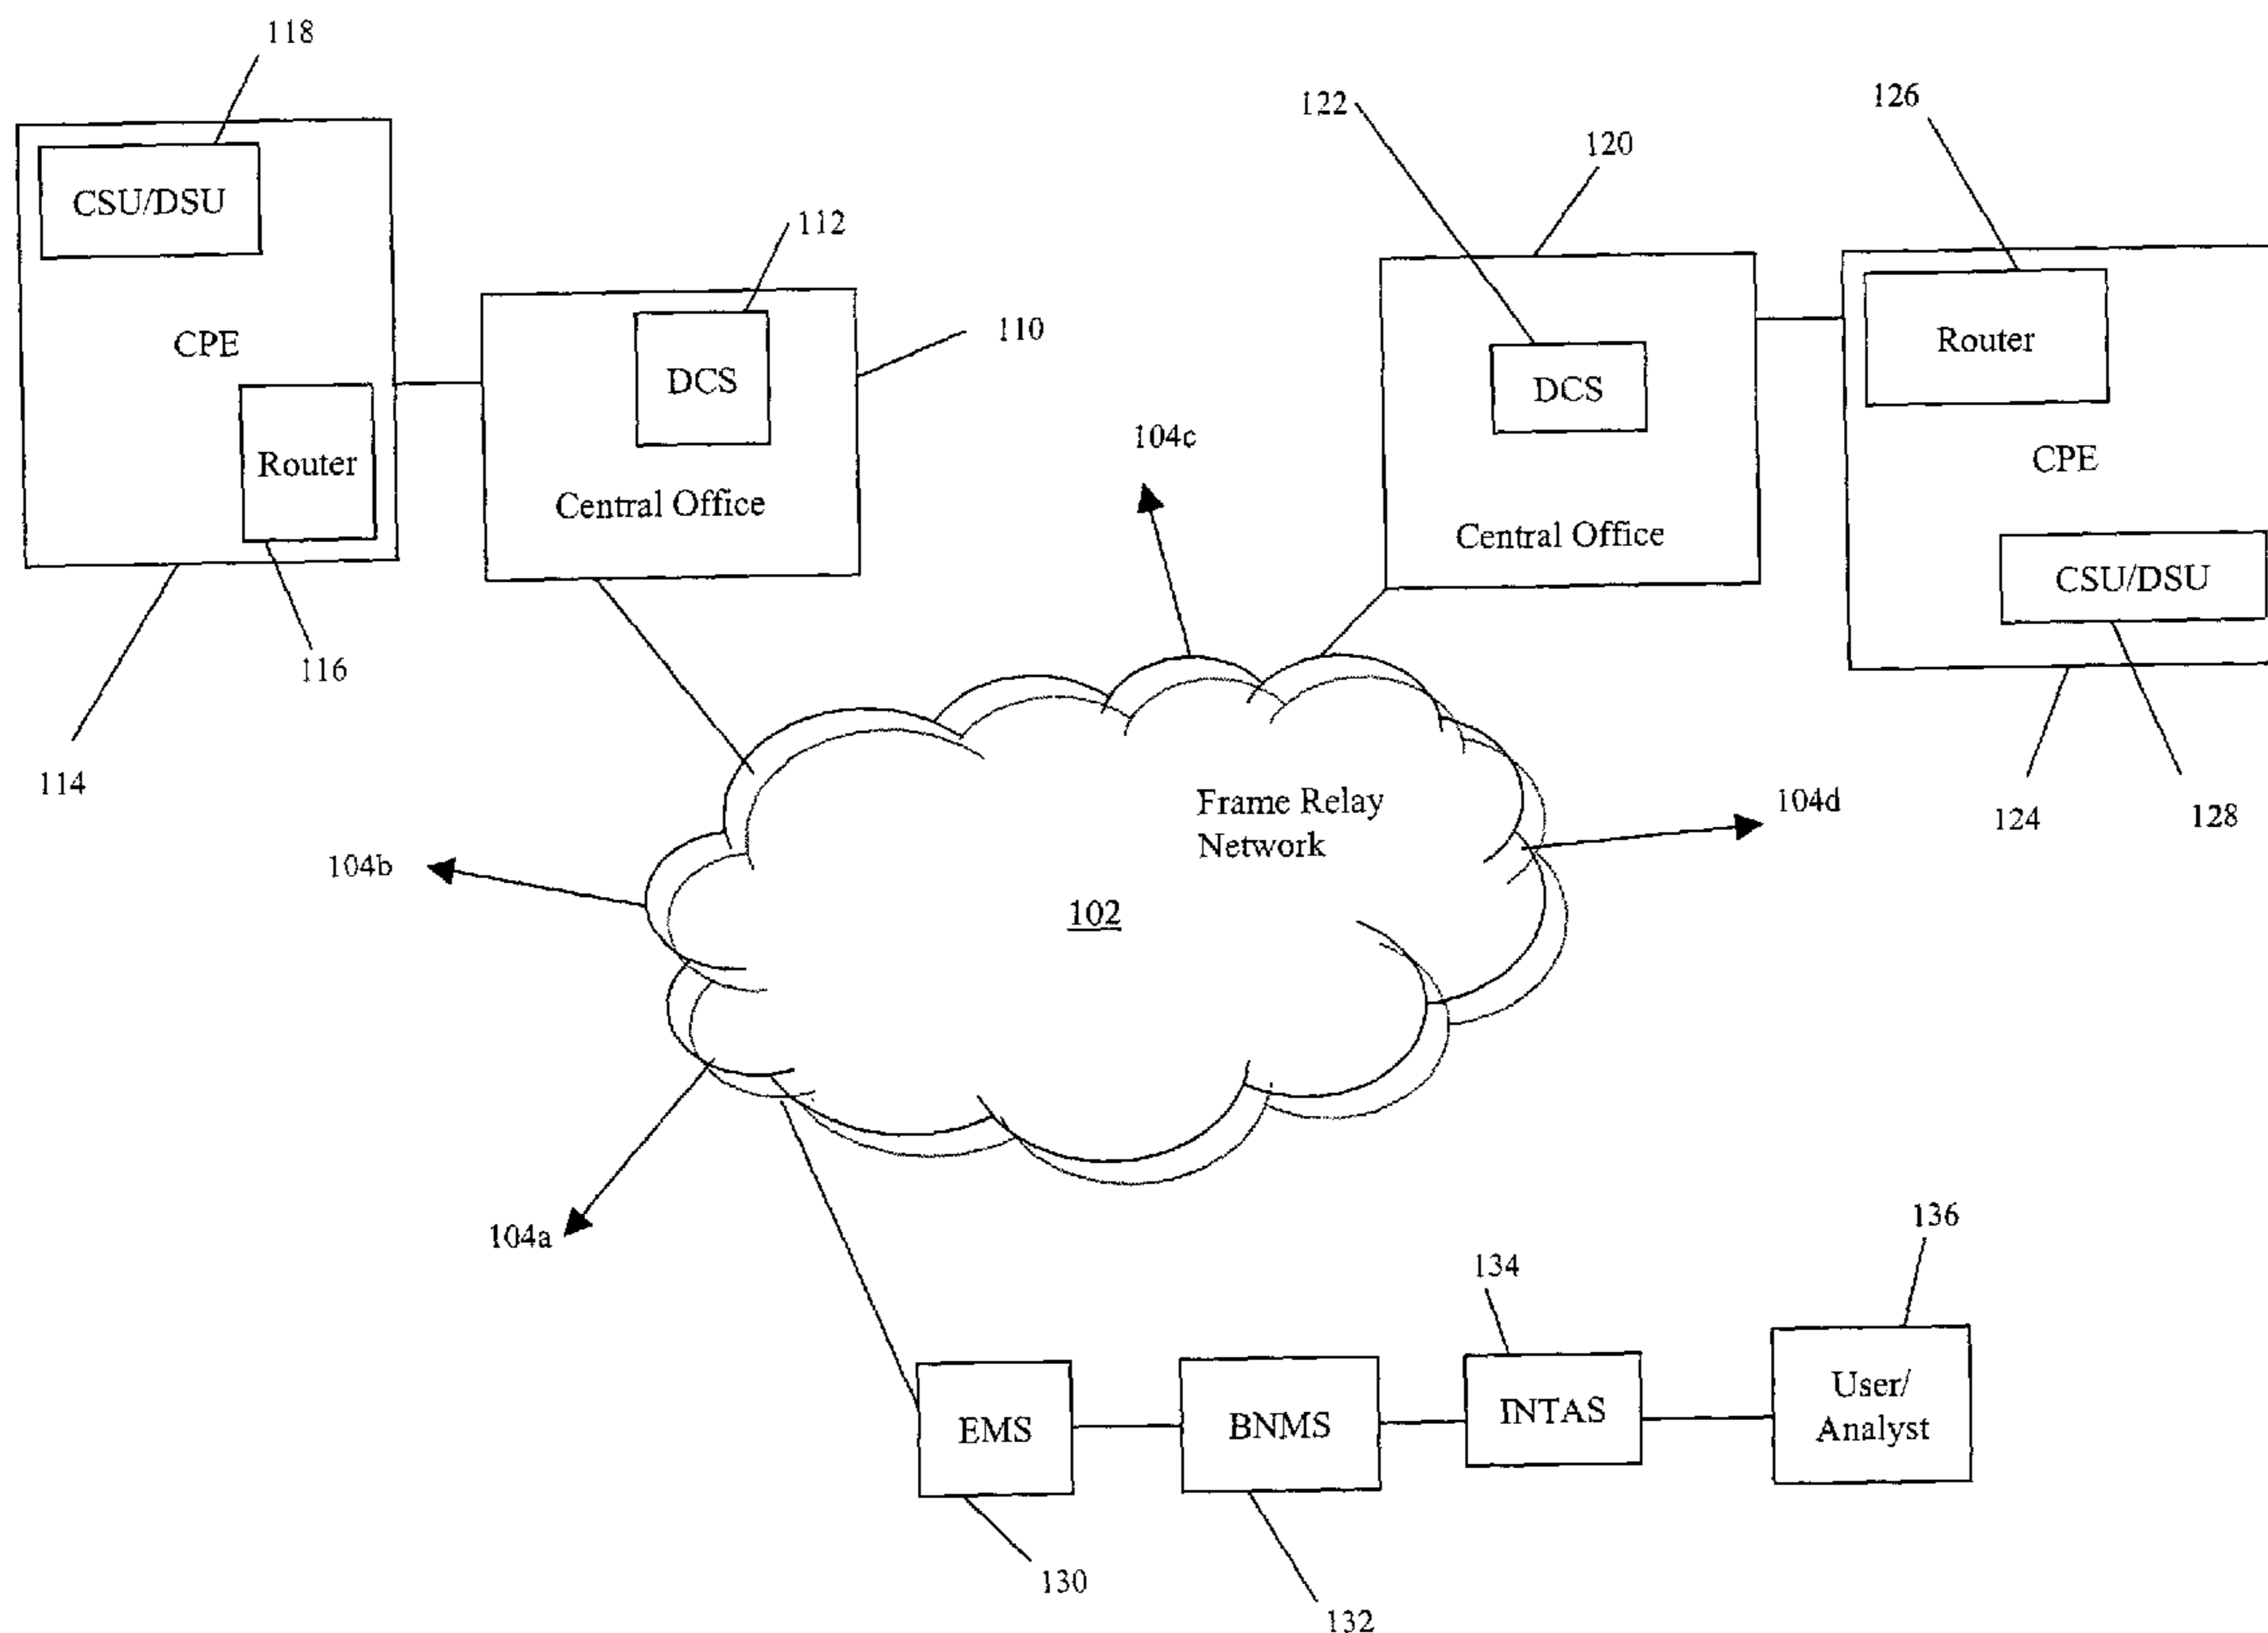 118
122
126
120
CSU/DSU
112
110
CPE
DCS
Router
Central Office
116
114
DCS
Central Office
Router
CPE
CSU/DSU
124
128
104c
104d
104b
Frame Relay
Network
102
104a
136
134
EMS
BNMS
INTAS
User/
Analyst
130
132